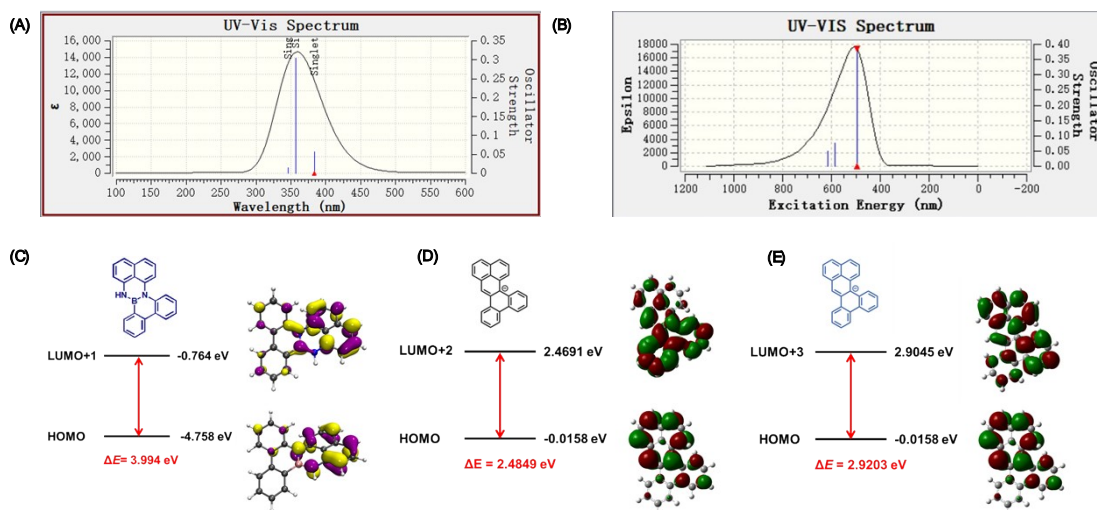 (A)
UV-Vis Spectrum
16,000
14,000
12,000
10,000
8,000
6,000
4,000
2,000
0
ε
0.35
0.3
0.25
0.2
0.15
0.1
0.05
0
Oscillator
Strength
Sing
Si
Singlet
100 150 200 250 300 350 400 450 500 550 600
Wavelength (nm)
(B)
UV-VIS Spectrum
18000
16000
14000
12000
10000
8000
6000
4000
2000
0
Epsilon
0.40
0.35
0.30
0.25
0.20
0.15
0.10
0.05
0.00
Oscillator
Strength
1200 1000 800 600 400 200 0 -200
Excitation Energy (nm)
(C)
HN
B
N
LUMO+1
-0.764 eV
HOMO
-4.758 eV
ΔE= 3.994 eV
(D)
⊖
LUMO+2
2.4691 eV
HOMO
-0.0158 eV
ΔE = 2.4849 eV
(E)
⊖
LUMO+3
2.9045 eV
HOMO
-0.0158 eV
ΔE = 2.9203 eV